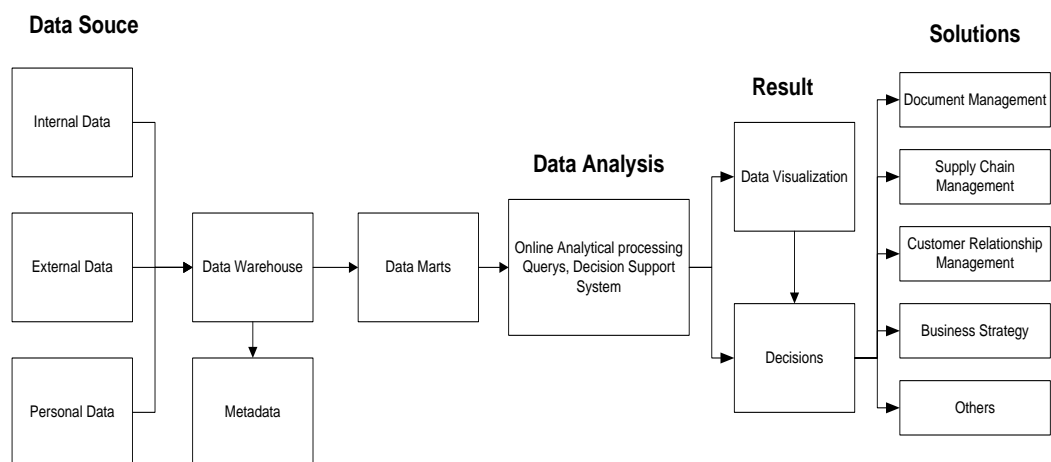 Data Souce
Internal Data
External Data
Personal Data
Data Warehouse
Metadata
Data Marts
Data Analysis
Online Analytical processing
Querys, Decision Support
System
Result
Data Visualization
Decisions
Solutions
Document Management
Supply Chain
Management
Customer Relationship
Management
Business Strategy
Others